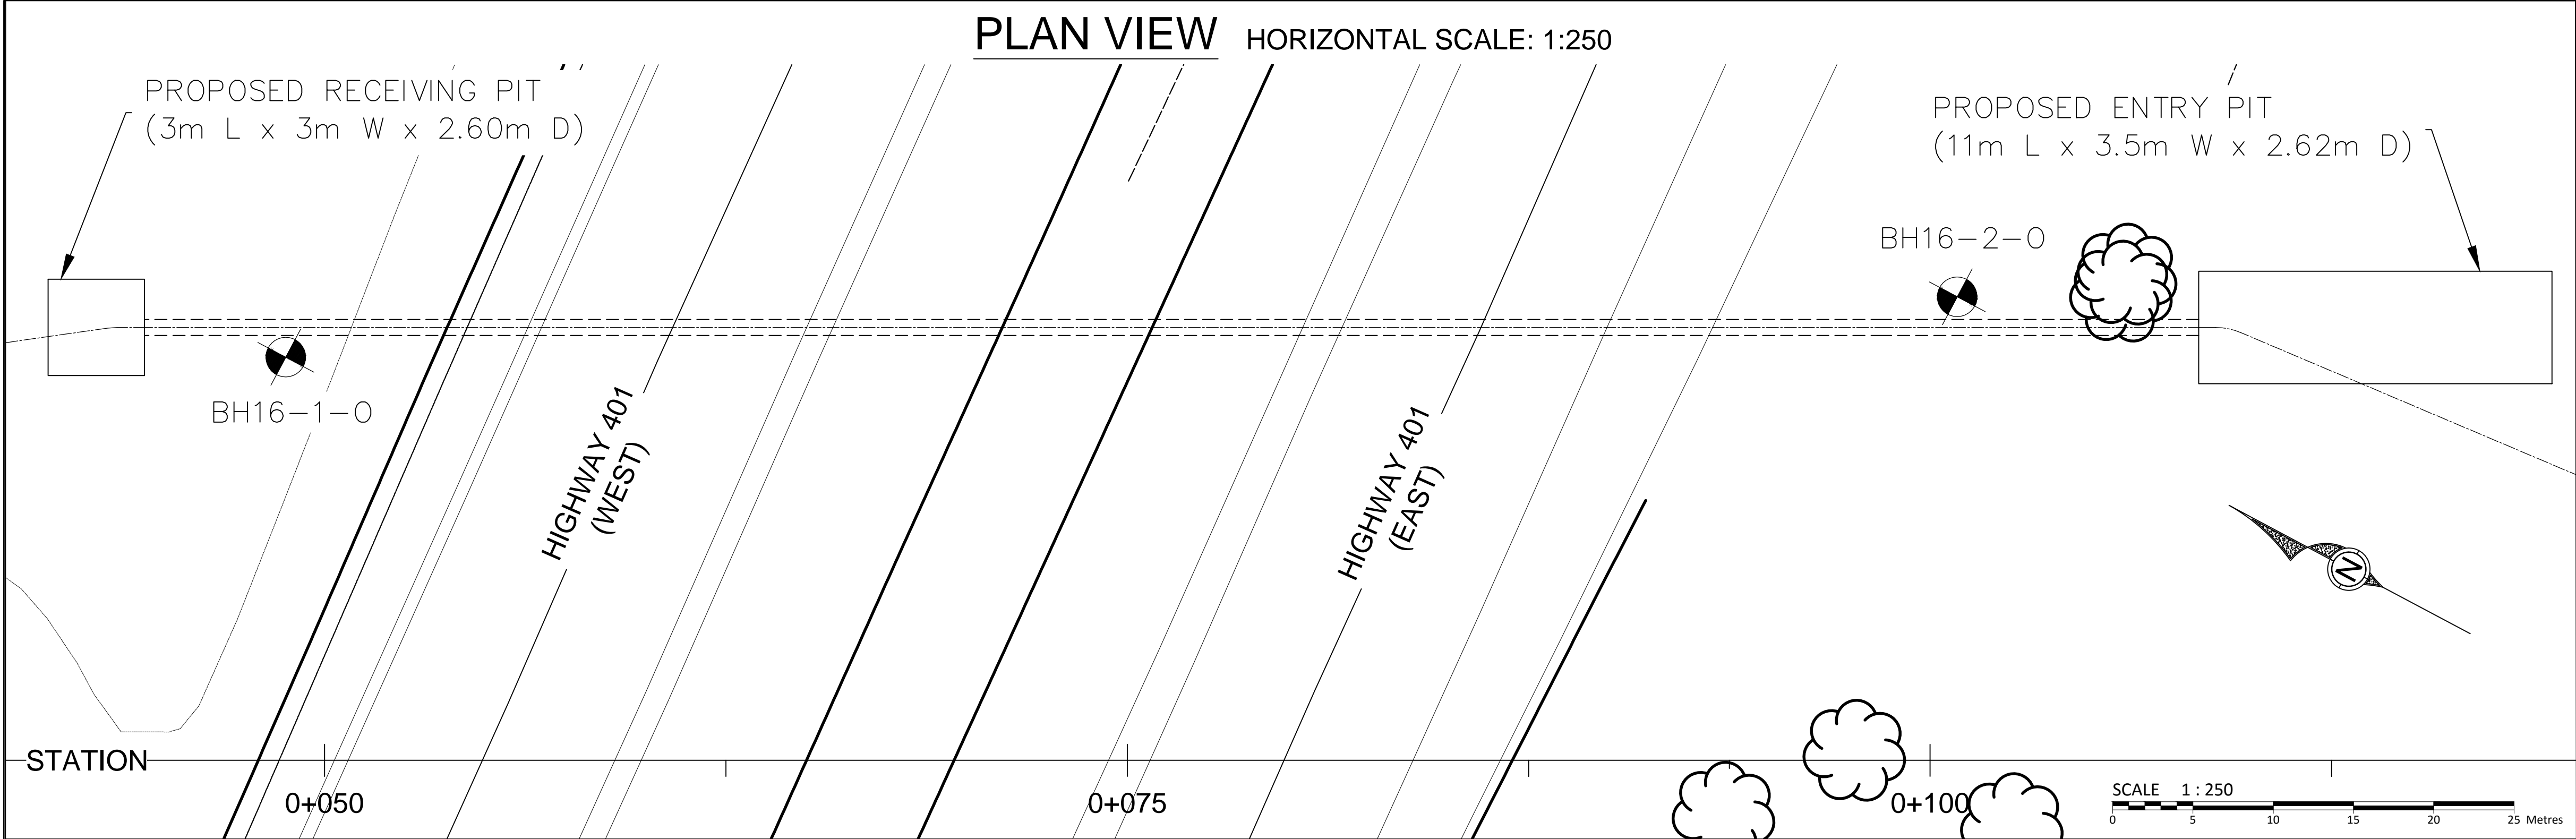 PLAN VIEW HORIZONTAL SCALE: 1:250
PROPOSED RECEIVING PIT
(3m L x 3m W x 2.60m D)
PROPOSED ENTRY PIT
(11m L x 3.5m W x 2.62m D)
BH16-2-O
BH16-1-O
HIGHWAY 401
(WEST)
HIGHWAY 401
(EAST)
N
STATION
0+050
0+075
0+100
SCALE 1 : 250
0 5 10 15 20 25 Metres